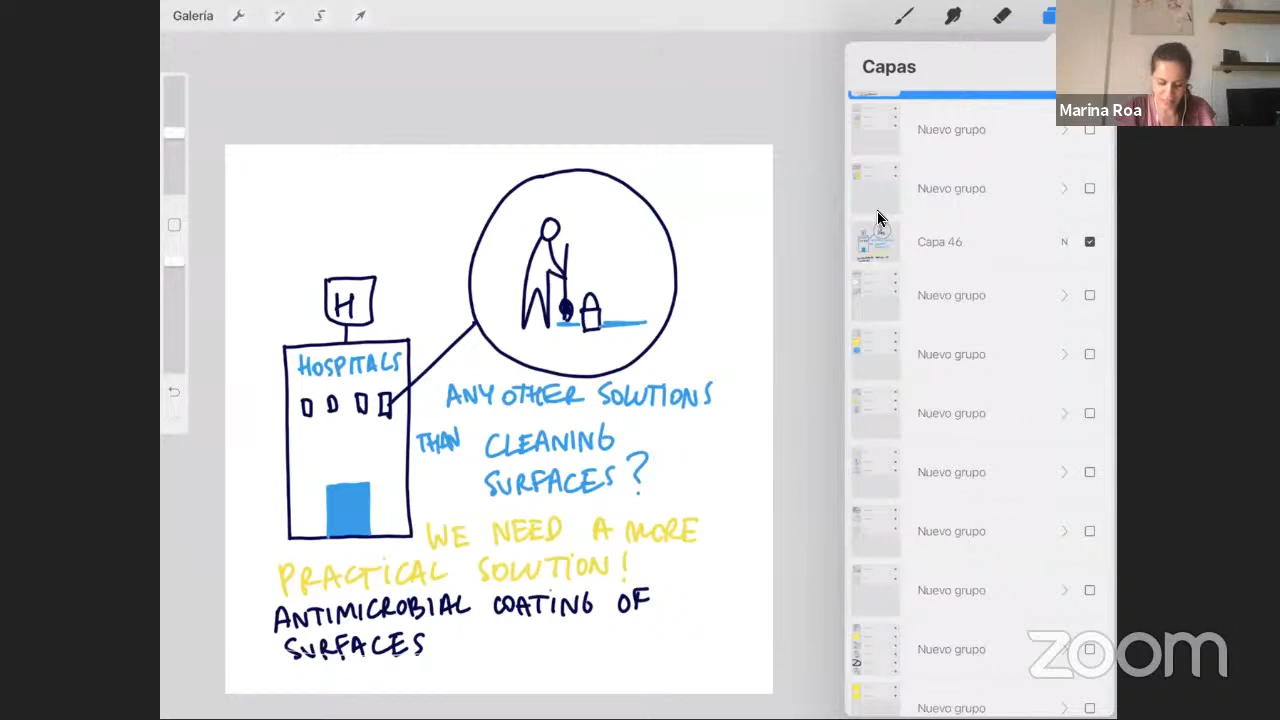 Galería
Capas
Marina Roa
Nuevo grupo
Nuevo grupo
Capa 46
N
Nuevo grupo
Nuevo grupo
Nuevo grupo
Nuevo grupo
Nuevo grupo
Nuevo grupo
Nuevo grupo
Nuevo grupo
H
HOSPITALS
ANY OTHER SOLUTIONS
THAN CLEANING
SURFACES?
WE NEED A MORE
PRACTICAL SOLUTION!
ANTIMICROBIAL COATING OF
SURFACES
zoom